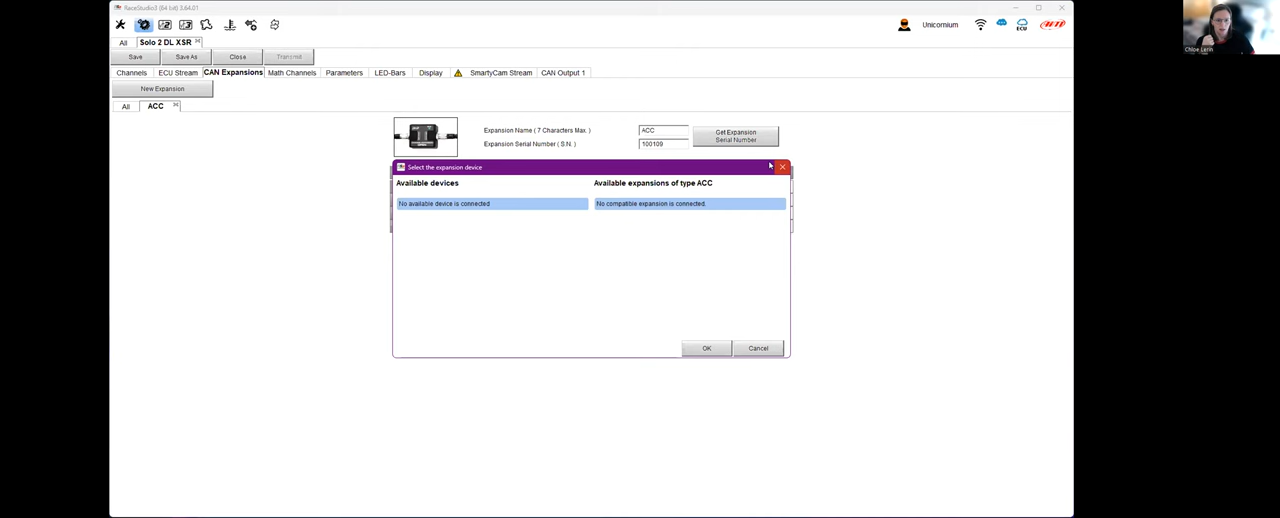 RaceStudio3 (64 bit) 3.64.01
Unicornium
ECU
All Solo 2 DL XSR
Save Save As Close Transmit
Channels ECU Stream CAN Expansions Math Channels Parameters LED-Bars Display SmartyCam Stream CAN Output 1
New Expansion
All ACC
Expansion Name ( 7 Characters Max. ) ACC
Get Expansion
Serial Number
Expansion Serial Number ( S.N. ) 100109
Select the expansion device
Available devices Available expansions of type ACC
No available device is connected No compatible expansion is connected.
OK Cancel
Chloe Lerin